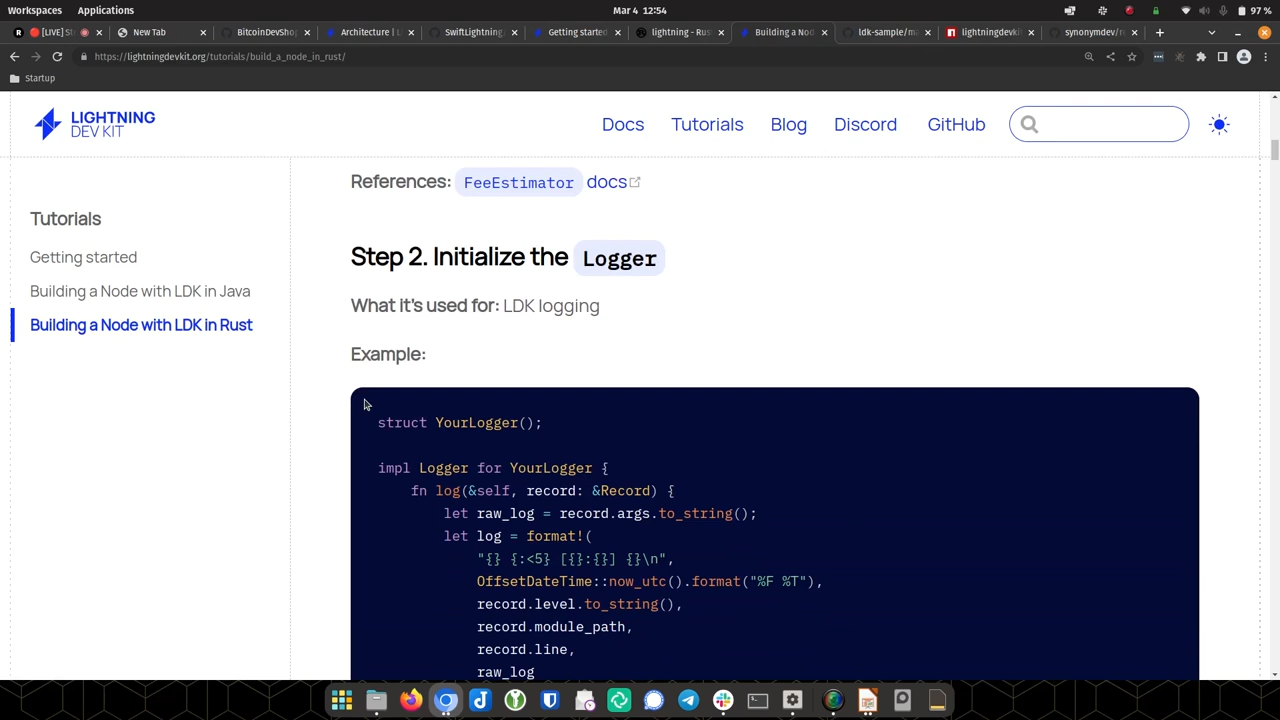 Workspaces Applications Mar 4 12:54 97 %
[LIVE] St New Tab BitcoinDevShop Architecture | L SwiftLightning Getting started lightning - Rus Building a Node ldk-sample/ma lightningdevkit synonymdev/r
https://lightningdevkit.org/tutorials/build_a_node_in_rust/
Startup
LIGHTNING
DEV KIT
Docs Tutorials Blog Discord GitHub
References: FeeEstimator docs
Tutorials
Getting started
Building a Node with LDK in Java
Building a Node with LDK in Rust
Step 2. Initialize the Logger
What it's used for: LDK logging
Example:
struct YourLogger();
impl Logger for YourLogger {
fn log(&self, record: &Record) {
let raw_log = record.args.to_string();
let log = format!(
"{} {:<5} [{}:{}] {}\n",
OffsetDateTime::now_utc().format("%F %T"),
record.level.to_string(),
record.module_path,
record.line,
raw_log